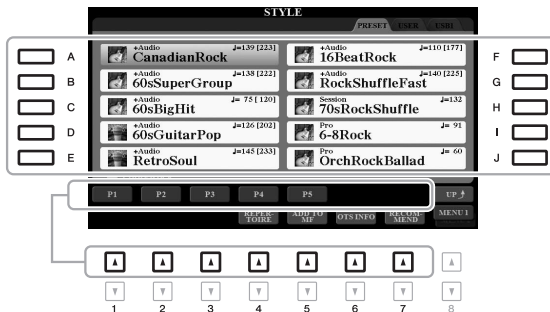 STYLE
PRESET USER USB1
A
+Audio ♩=139 [223]
CanadianRock
+Audio ♩=110 [177]
16BeatRock
F
B
+Audio ♩=138 [222]
60sSuperGroup
+Audio ♩=140 [225]
RockShuffleFast
G
C
+Audio ♩= 75 [120]
60sBigHit
Session ♩=132
70sRockShuffle
H
D
+Audio ♩=126 [202]
60sGuitarPop
Pro ♩= 91
6-8Rock
I
E
+Audio ♩=145 [233]
RetroSoul
Pro ♩= 60
OrchRockBallad
J
P1 P2 P3 P4 P5 UP
REPER-
TOIRE
ADD TO
MF
OTS INFO
RECOM-
MEND
MENU 1
1 2 3 4 5 6 7 8